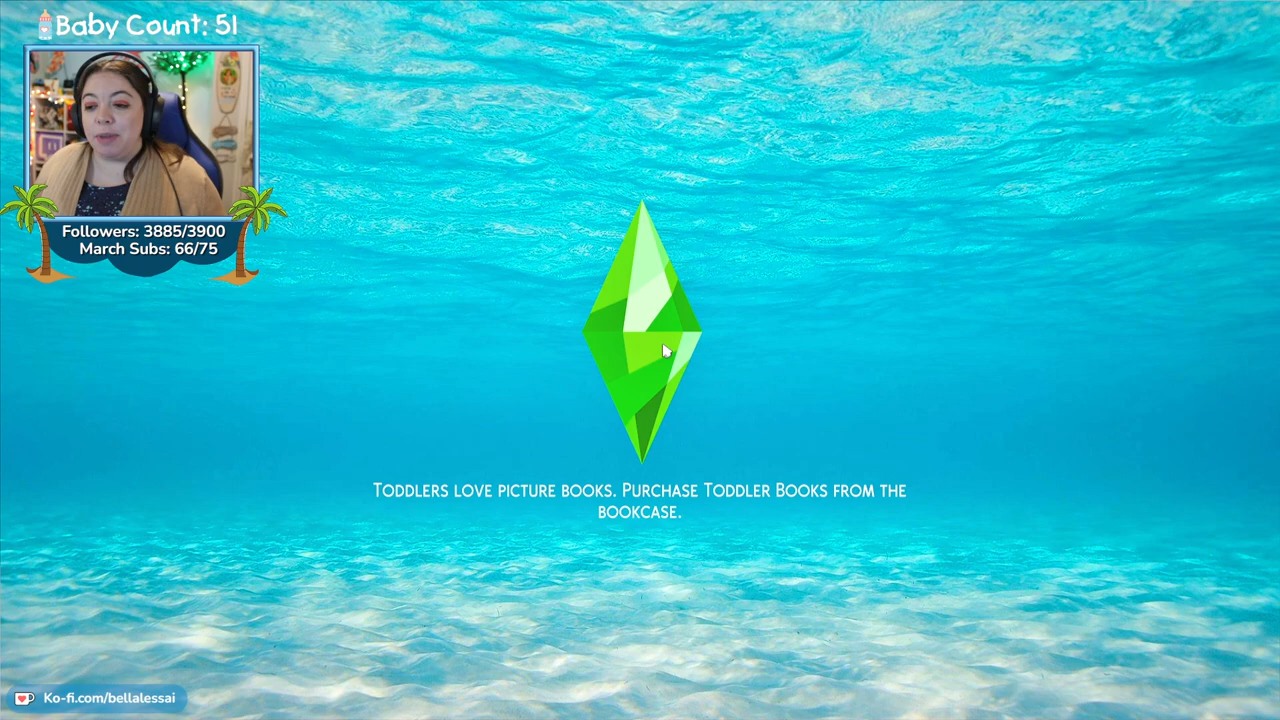 Baby Count: 51
Followers: 3885/3900
March Subs: 66/75
Toddlers love picture books. Purchase Toddler Books from the
bookcase.
Ko-fi.com/bellalessai